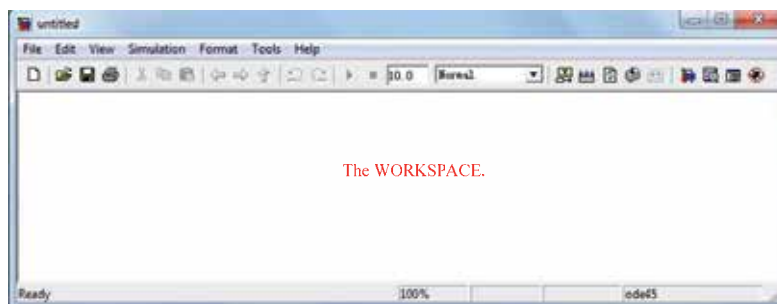 untitled
File Edit View Simulation Format Tools Help
10.0 Normal
The WORKSPACE.
Ready 100% ode45